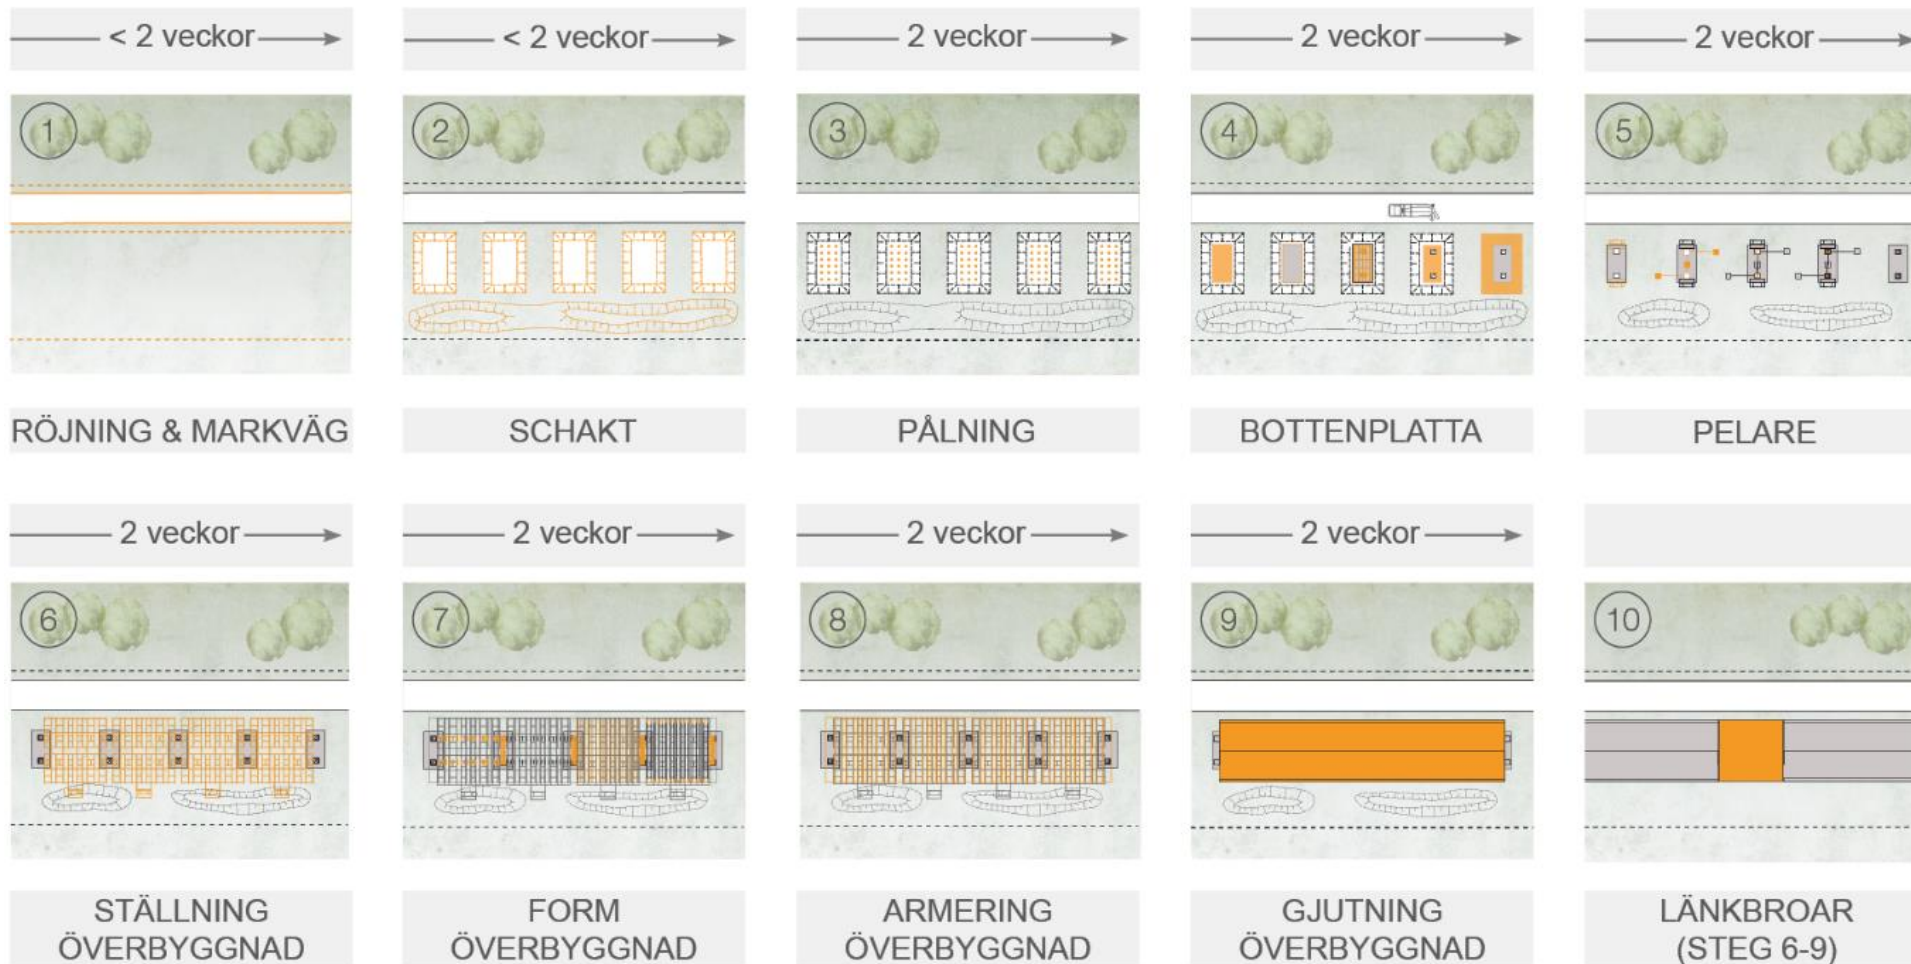 < 2 veckor
< 2 veckor
2 veckor
2 veckor
2 veckor
1
2
3
4
5
RÖJNING & MARKVÄG
SCHAKT
PÅLNING
BOTTENPLATTA
PELARE
2 veckor
2 veckor
2 veckor
2 veckor
6
7
8
9
10
STÄLLNING
ÖVERBYGGNAD
FORM
ÖVERBYGGNAD
ARMERING
ÖVERBYGGNAD
GJUTNING
ÖVERBYGGNAD
LÄNKBROAR
(STEG 6-9)